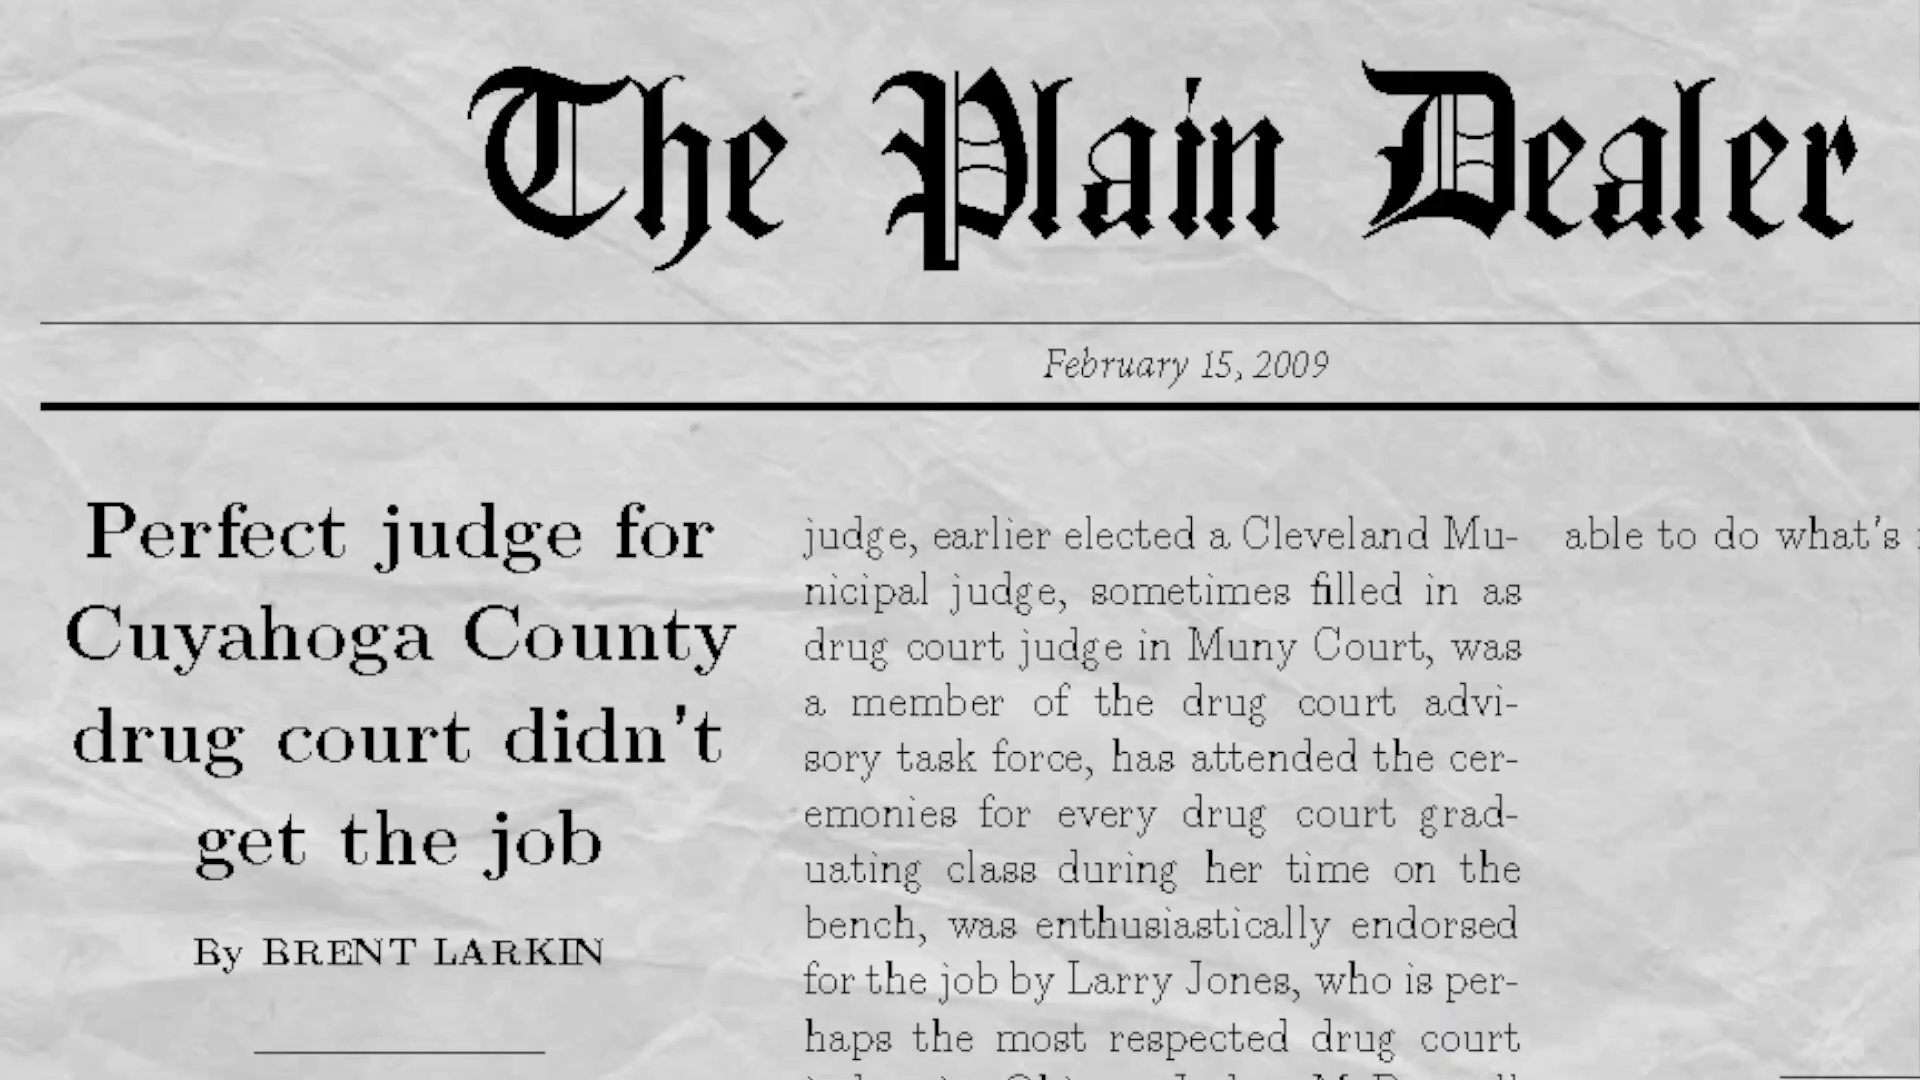 The Plain Dealer
February 15, 2009
Perfect judge for
Cuyahoga County
drug court didn't
get the job
By BRENT LARKIN
judge, earlier elected a Cleveland Mu-
nicipal judge, sometimes filled in as
drug court judge in Muny Court, was
a member of the drug court advi-
sory task force, has attended the cer-
emonies for every drug court grad-
uating class during her time on the
bench, was enthusiastically endorsed
for the job by Larry Jones, who is per-
haps the most respected drug court
able to do what's